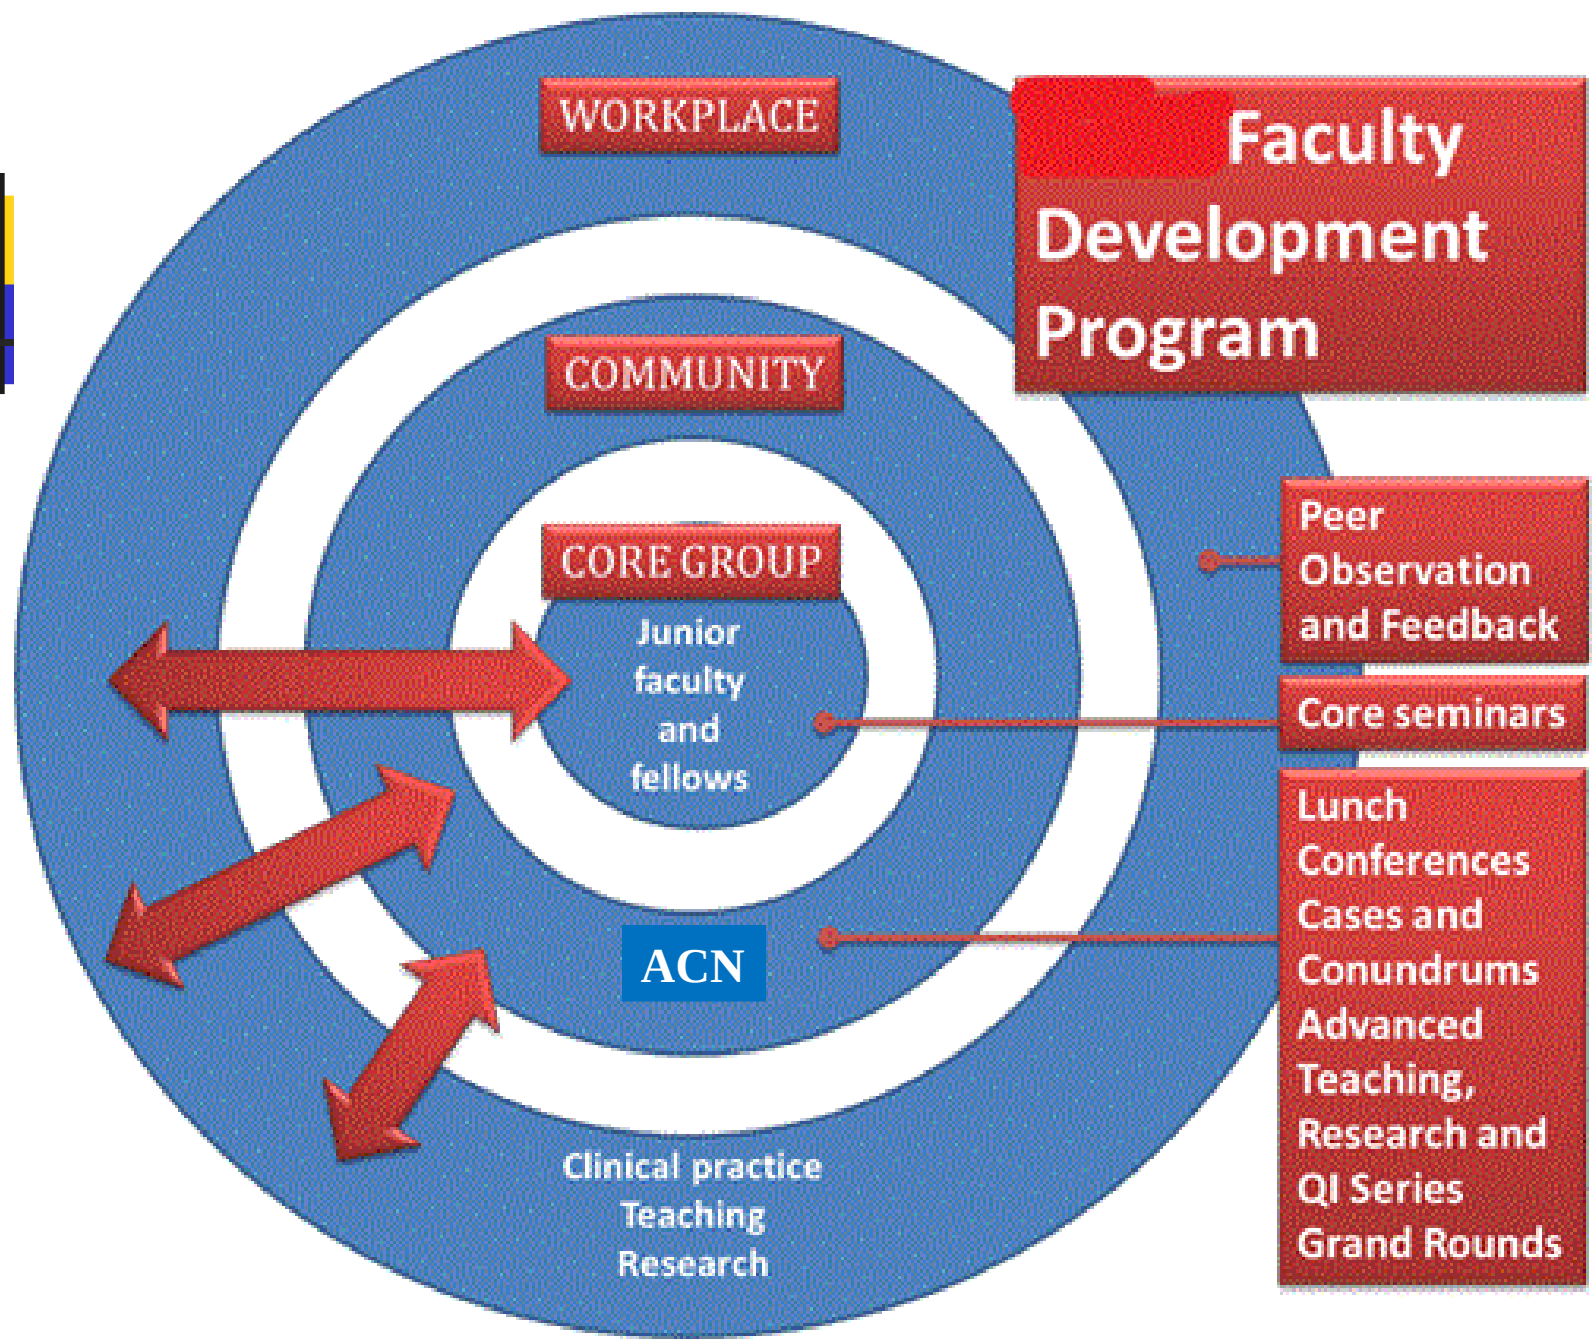 WORKPLACE
Faculty
Development
Program
COMMUNITY
CORE GROUP
Junior
faculty
and
fellows
ACN
Clinical practice
Teaching
Research
Peer
Observation
and Feedback
Core seminars
Lunch
Conferences
Cases and
Conundrums
Advanced
Teaching,
Research and
QI Series
Grand Rounds